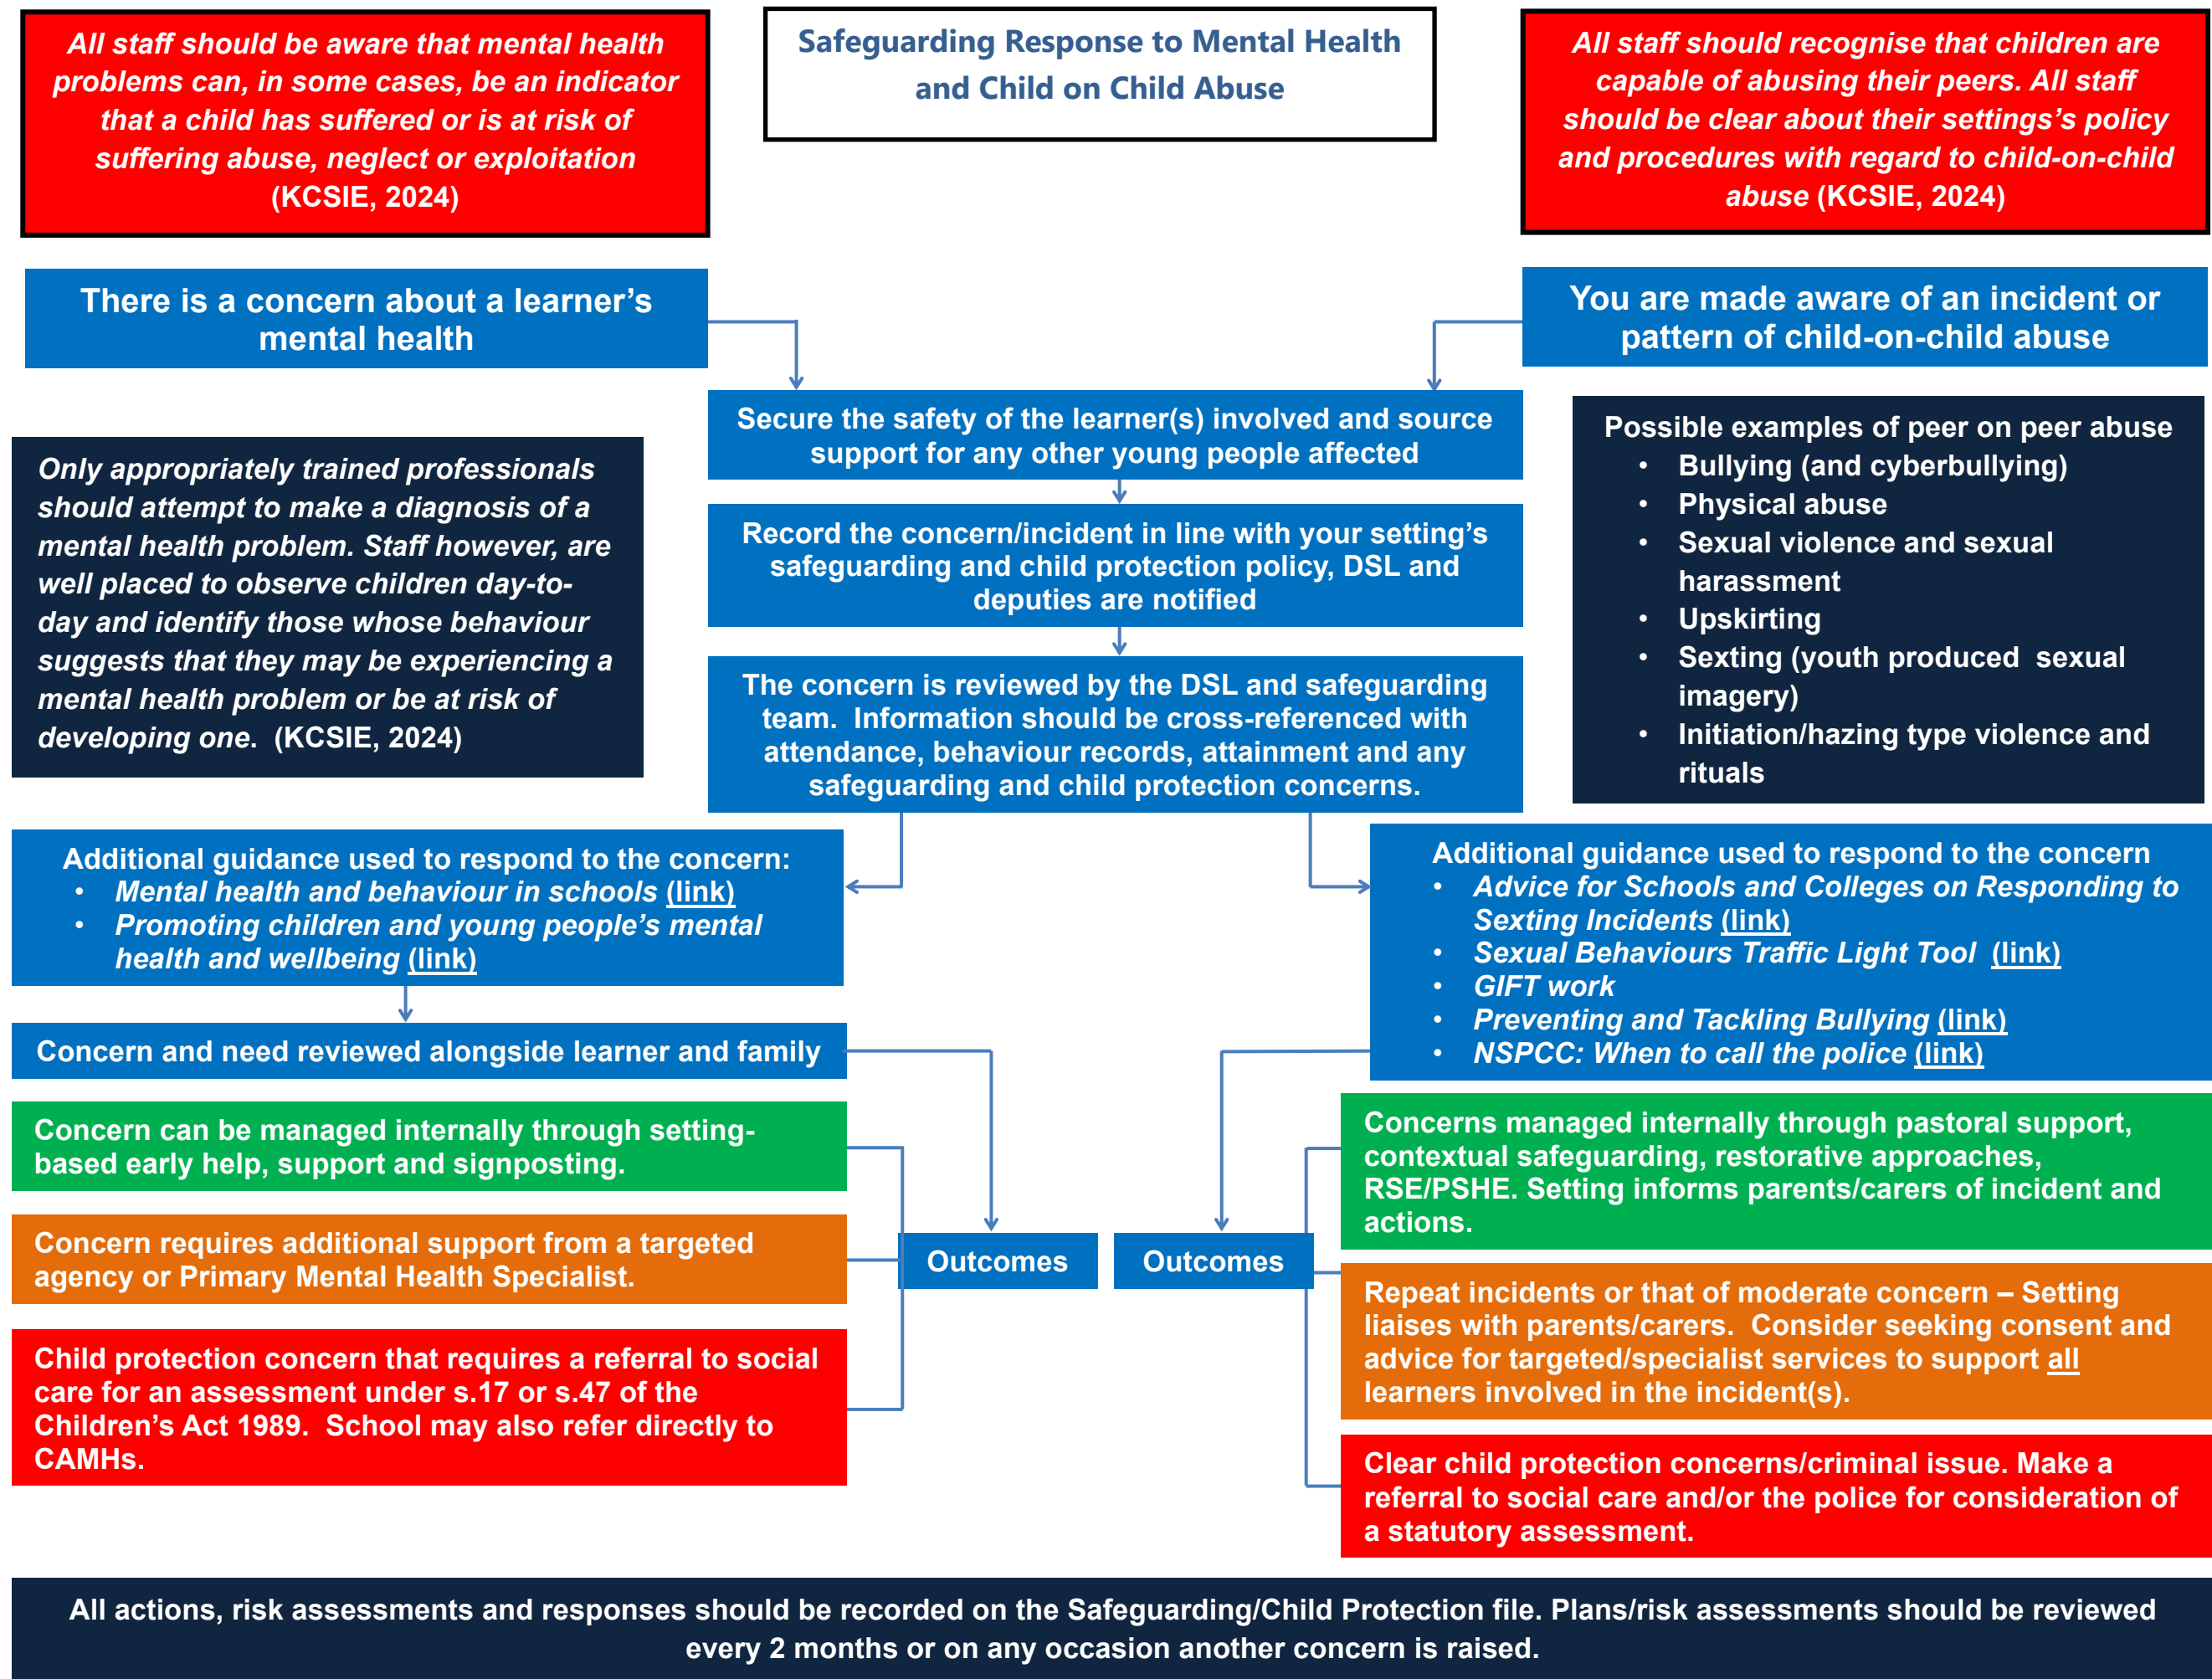 All staff should be aware that mental health
problems can, in some cases, be an indicator
that a child has suffered or is at risk of
suffering abuse, neglect or exploitation
(KCSIE, 2024)
Safeguarding Response to Mental Health
and Child on Child Abuse
All staff should recognise that children are
capable of abusing their peers. All staff
should be clear about their settings's policy
and procedures with regard to child-on-child
abuse (KCSIE, 2024)
There is a concern about a learner’s
mental health
You are made aware of an incident or
pattern of child-on-child abuse
Secure the safety of the learner(s) involved and source
support for any other young people affected
Only appropriately trained professionals
should attempt to make a diagnosis of a
mental health problem. Staff however, are
well placed to observe children day-to-
day and identify those whose behaviour
suggests that they may be experiencing a
mental health problem or be at risk of
developing one.  (KCSIE, 2024)
Record the concern/incident in line with your setting’s
safeguarding and child protection policy, DSL and
deputies are notified
Possible examples of peer on peer abuse
• Bullying (and cyberbullying)
• Physical abuse
• Sexual violence and sexual
harassment
• Upskirting
• Sexting (youth produced  sexual
imagery)
• Initiation/hazing type violence and
rituals
The concern is reviewed by the DSL and safeguarding
team.  Information should be cross-referenced with
attendance, behaviour records, attainment and any
safeguarding and child protection concerns.
Additional guidance used to respond to the concern:
• Mental health and behaviour in schools (link)
• Promoting children and young people’s mental
health and wellbeing (link)
Additional guidance used to respond to the concern
• Advice for Schools and Colleges on Responding to
Sexting Incidents (link)
• Sexual Behaviours Traffic Light Tool  (link)
• GIFT work
• Preventing and Tackling Bullying (link)
• NSPCC: When to call the police (link)
Concern and need reviewed alongside learner and family
Concern can be managed internally through setting-
based early help, support and signposting.
Concern requires additional support from a targeted
agency or Primary Mental Health Specialist.
Child protection concern that requires a referral to social
care for an assessment under s.17 or s.47 of the
Children’s Act 1989.  School may also refer directly to
CAMHs.
Outcomes
Outcomes
Concerns managed internally through pastoral support,
contextual safeguarding, restorative approaches,
RSE/PSHE. Setting informs parents/carers of incident and
actions.
Repeat incidents or that of moderate concern – Setting
liaises with parents/carers.  Consider seeking consent and
advice for targeted/specialist services to support all
learners involved in the incident(s).
Clear child protection concerns/criminal issue. Make a
referral to social care and/or the police for consideration of
a statutory assessment.
All actions, risk assessments and responses should be recorded on the Safeguarding/Child Protection file. Plans/risk assessments should be reviewed
every 2 months or on any occasion another concern is raised.